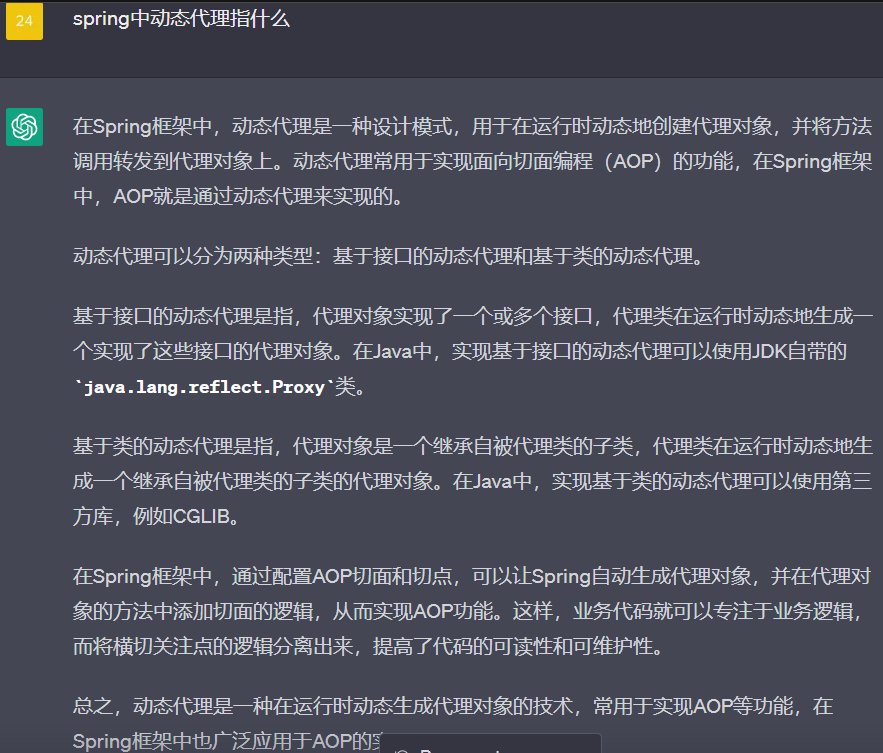 24
spring中动态代理指什么
在Spring框架中，动态代理是一种设计模式，用于在运行时动态地创建代理对象，并将方法
调用转发到代理对象上。动态代理常用于实现面向切面编程（AOP）的功能，在Spring框架
中，AOP就是通过动态代理来实现的。
动态代理可以分为两种类型：基于接口的动态代理和基于类的动态代理。
基于接口的动态代理是指，代理对象实现了一个或多个接口，代理类在运行时动态地生成一
个实现了这些接口的代理对象。在Java中，实现基于接口的动态代理可以使用JDK自带的
`java.lang.reflect.Proxy`类。
基于类的动态代理是指，代理对象是一个继承自被代理类的子类，代理类在运行时动态地生
成一个继承自被代理类的子类的代理对象。在Java中，实现基于类的动态代理可以使用第三
方库，例如CGLIB。
在Spring框架中，通过配置AOP切面和切点，可以让Spring自动生成代理对象，并在代理对
象的方法中添加切面的逻辑，从而实现AOP功能。这样，业务代码就可以专注于业务逻辑，
而将横切关注点的逻辑分离出来，提高了代码的可读性和可维护性。
总之，动态代理是一种在运行时动态生成代理对象的技术，常用于实现AOP等功能，在
Spring框架中也广泛应用于AOP的